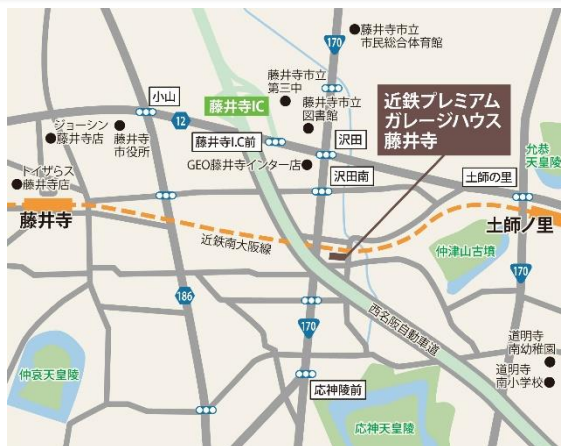 170
藤井寺市立
市民総合体育館
藤井寺市立
第三中
藤井寺市立
図書館
小山
12
藤井寺IC
近鉄プレミアム
ガレージハウス
藤井寺
ジョーシン
藤井寺店
藤井寺
市役所
藤井寺I.C前
沢田
允恭
天皇陵
GEO藤井寺インター店
トイザらス
藤井寺店
沢田南
土師の里
藤井寺
土師ノ里
近鉄南大阪線
仲津山古墳
170
186
170
西名阪自動車道
道明寺
南幼稚園
道明寺
南小学校
仲哀天皇陵
応神陵前
応神天皇陵